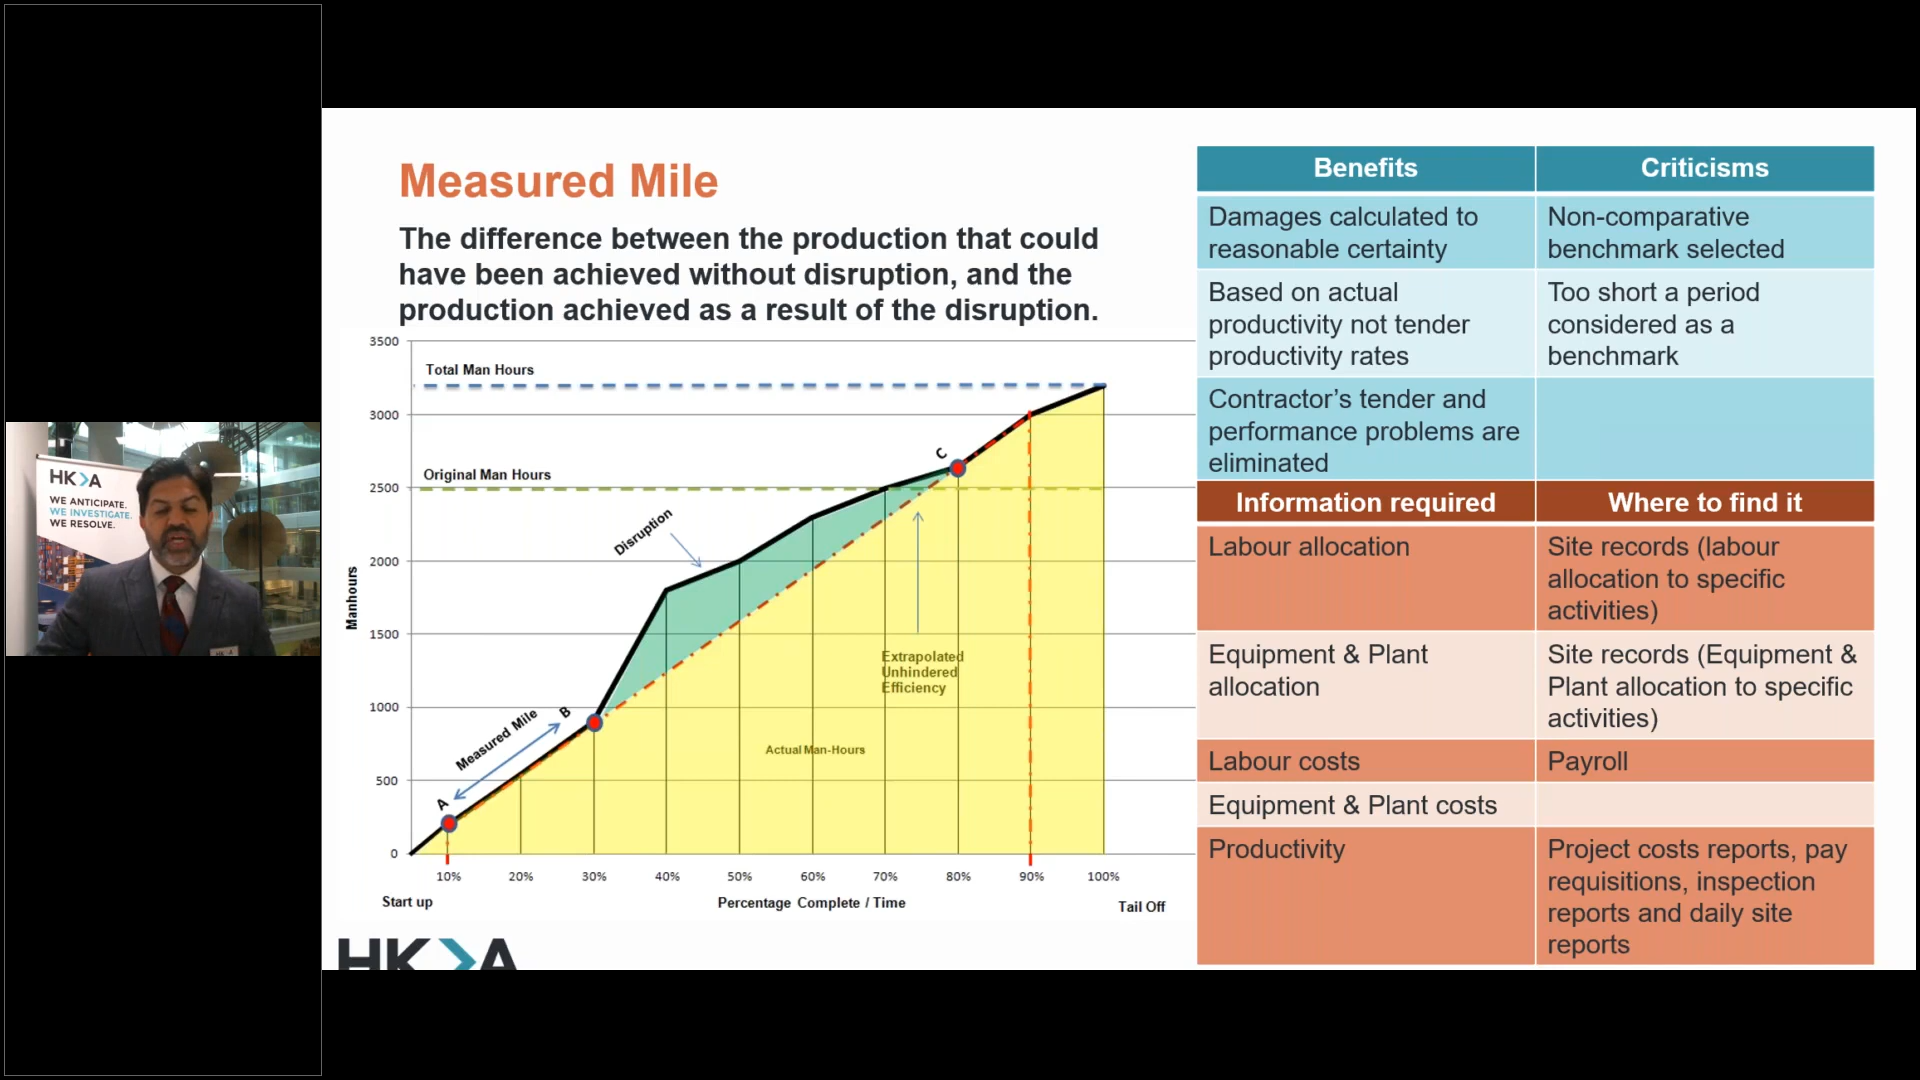 HK>A
WE ANTICIPATE.
WE INVESTIGATE.
WE RESOLVE.
HK>A
Measured Mile
The difference between the production that could
have been achieved without disruption, and the
production achieved as a result of the disruption.
3500
3000
2500
2000
1500
1000
500
0
Manhours
Total Man Hours
Original Man Hours
Disruption
C
Extrapolated
Unhindered
Efficiency
Actual Man-Hours
Measured Mile
B
A
10% 20% 30% 40% 50% 60% 70% 80% 90% 100%
Start up
Percentage Complete / Time
Tail Off
HK>A
Benefits Criticisms
Damages calculated to
reasonable certainty
Non-comparative
benchmark selected
Based on actual
productivity not tender
productivity rates
Too short a period
considered as a
benchmark
Contractor’s tender and
performance problems are
eliminated
Information required Where to find it
Labour allocation
Site records (labour
allocation to specific
activities)
Equipment & Plant
allocation
Site records (Equipment &
Plant allocation to specific
activities)
Labour costs
Payroll
Equipment & Plant costs
Productivity
Project costs reports, pay
requisitions, inspection
reports and daily site
reports